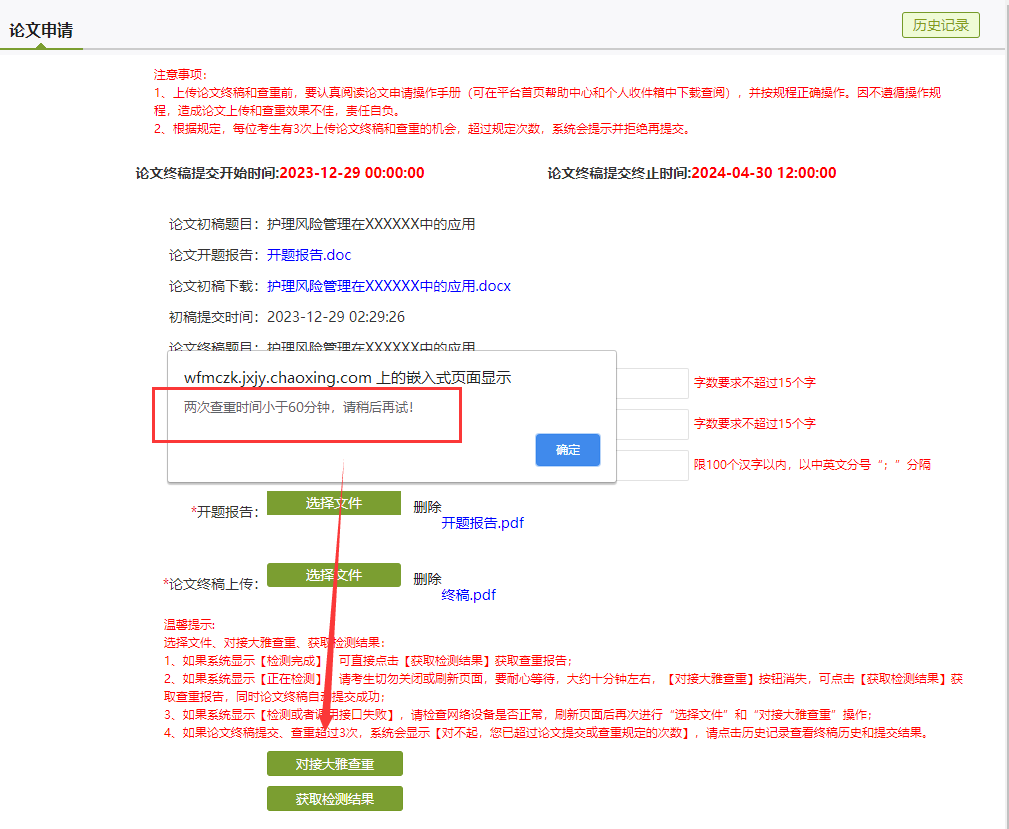 论文申请
历史记录
注意事项：
1、上传论文终稿和查重前，要认真阅读论文申请操作手册（可在平台首页帮助中心和个人收件箱中下载查阅），并按规程正确操作。因不遵循操作规
程，造成论文上传和查重效果不佳，责任自负。
2、根据规定，每位考生有3次上传论文终稿和查重的机会，超过规定次数，系统会提示并拒绝再提交。
论文终稿提交开始时间:2023-12-29 00:00:00
论文终稿提交终止时间:2024-04-30 12:00:00
论文初稿题目：护理风险管理在XXXXXX中的应用
论文开题报告：开题报告.doc
论文初稿下载：护理风险管理在XXXXXX中的应用.docx
初稿提交时间：2023-12-29 02:29:26
论文终稿题目：护理风险管理在XXXXXX中的应用
wfmczk.jxjy.chaoxing.com 上的嵌入式页面显示
两次查重时间小于60分钟，请稍后再试！
确定
字数要求不超过15个字
字数要求不超过15个字
限100个汉字以内，以中英文分号“；”分隔
*开题报告：
选择文件
删除
开题报告.pdf
*论文终稿上传：
选择文件
删除
终稿.pdf
温馨提示:
选择文件、对接大雅查重、获取检测结果：
1、如果系统显示【检测完成】，可直接点击【获取检测结果】获取查重报告；
2、如果系统显示【正在检测】，请考生切勿关闭或刷新页面，要耐心等待，大约十分钟左右，【对接大雅查重】按钮消失，可点击【获取检测结果】获
取查重报告，同时论文终稿自动提交成功；
3、如果系统显示【检测或者调用接口失败】，请检查网络设备是否正常，刷新页面后再次进行“选择文件”和“对接大雅查重”操作；
4、如果论文终稿提交、查重超过3次，系统会显示【对不起，您已超过论文提交或查重规定的次数】，请点击历史记录查看终稿历史和提交结果。
对接大雅查重
获取检测结果